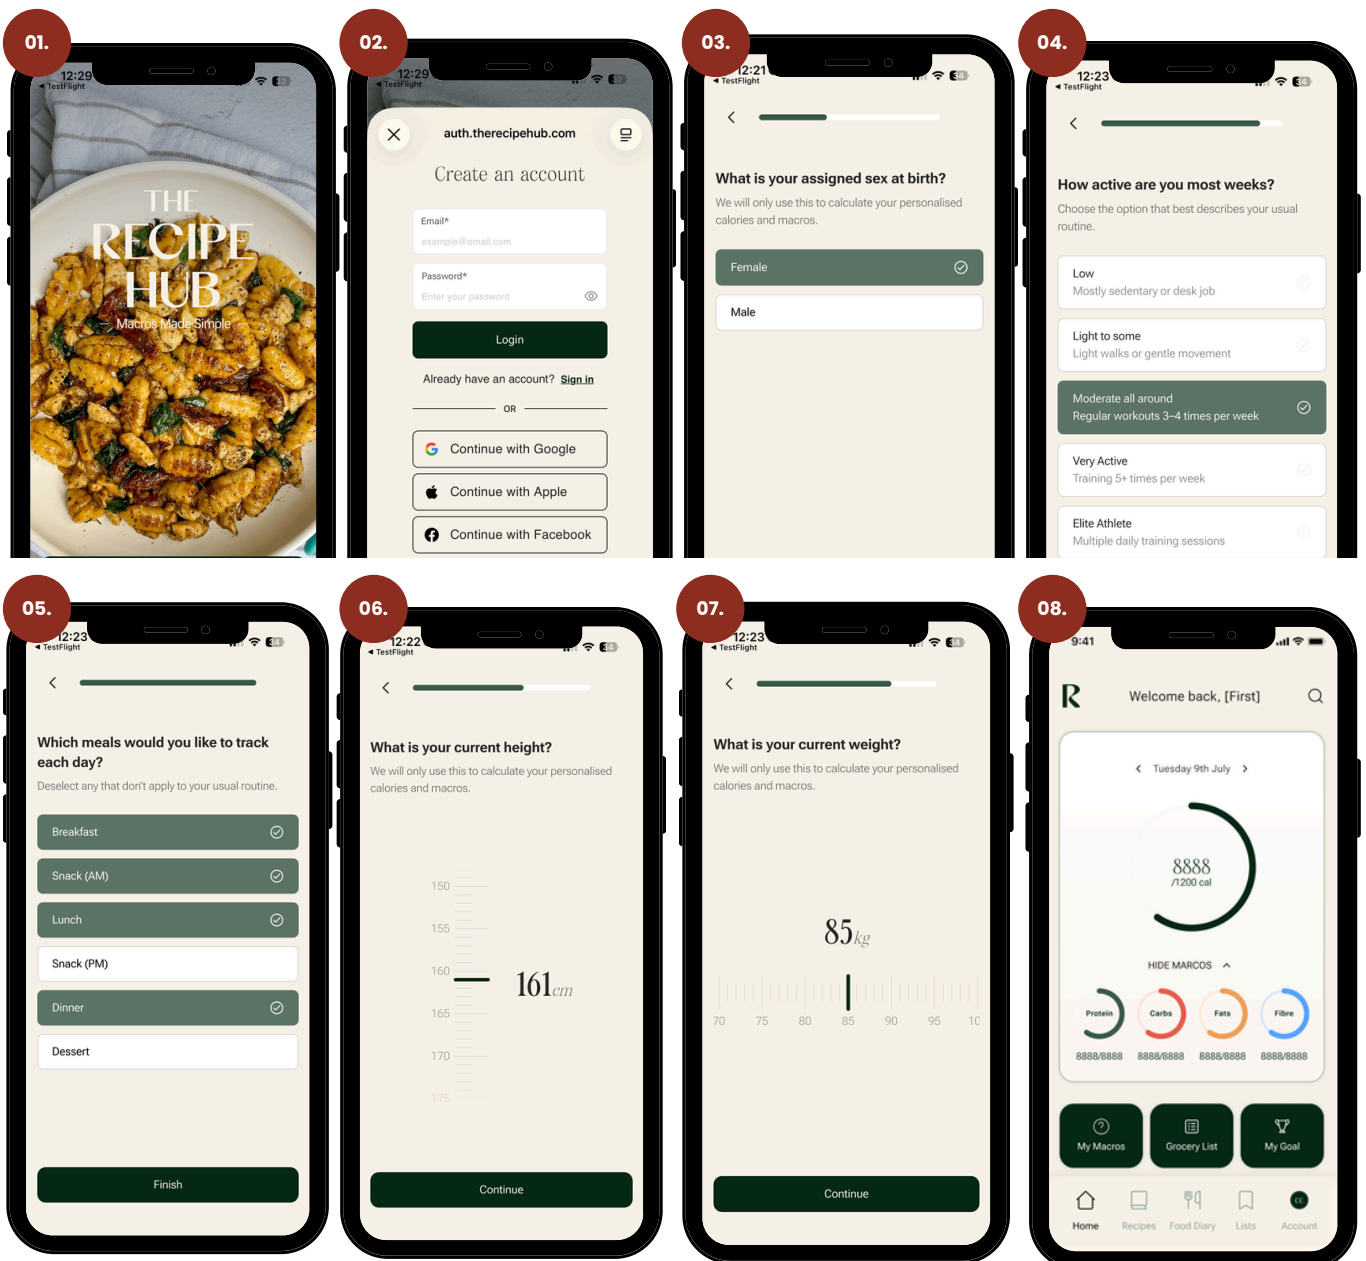 01.
12:29
◄ TestFlight
32
THE
RECIPE
HUB
Macros Made Simple
02.
12:29
◄ TestFlight
auth.therecipehub.com
Create an account
Email*
example@email.com
Password*
Enter your password
Login
Already have an account? Sign in
OR
Continue with Google
Continue with Apple
Continue with Facebook
03.
12:21
◄ TestFlight
34
What is your assigned sex at birth?
We will only use this to calculate your personalised
calories and macros.
Female
Male
04.
12:23
◄ TestFlight
34
How active are you most weeks?
Choose the option that best describes your usual
routine.
Low
Mostly sedentary or desk job
Light to some
Light walks or gentle movement
Moderate all around
Regular workouts 3–4 times per week
Very Active
Training 5+ times per week
Elite Athlete
Multiple daily training sessions
05.
12:23
◄ TestFlight
34
Which meals would you like to track
each day?
Deselect any that don't apply to your usual routine.
Breakfast
Snack (AM)
Lunch
Snack (PM)
Dinner
Dessert
Finish
06.
12:22
◄ TestFlight
34
What is your current height?
We will only use this to calculate your personalised
calories and macros.
150
155
160
161cm
165
170
175
Continue
07.
12:23
◄ TestFlight
34
What is your current weight?
We will only use this to calculate your personalised
calories and macros.
85kg
70 75 80 85 90 95 10
Continue
08.
9:41
R
Welcome back, [First]
Tuesday 9th July
8888
/1200 cal
HIDE MARCOS
Protein Carbs Fats Fibre
8888/8888 8888/8888 8888/8888 8888/8888
My Macros Grocery List My Goal
CC
Home Recipes Food Diary Lists Account